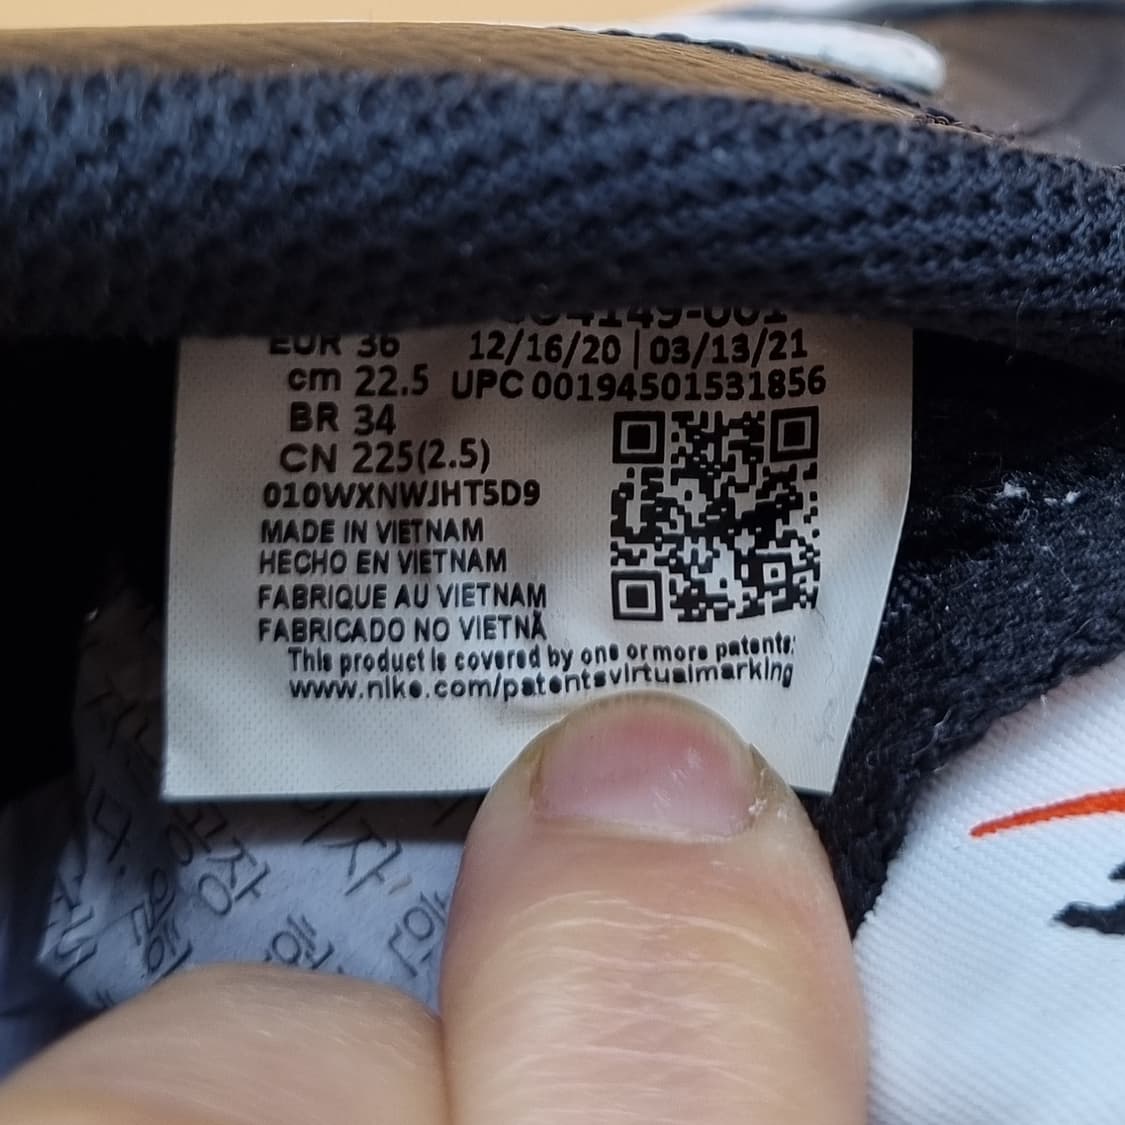 4149-001
EUR 36
12/16/20 | 03/13/21
cm 22.5
UPC 00194501531856
BR 34
CN 225(2.5)
010WXNWJHT5D9
MADE IN VIETNAM
HECHO EN VIETNAM
FABRIQUE AU VIETNAM
FABRICADO NO VIETNÃ
This product is covered by one or more patents:
www.nike.com/patentsvirtualmarking